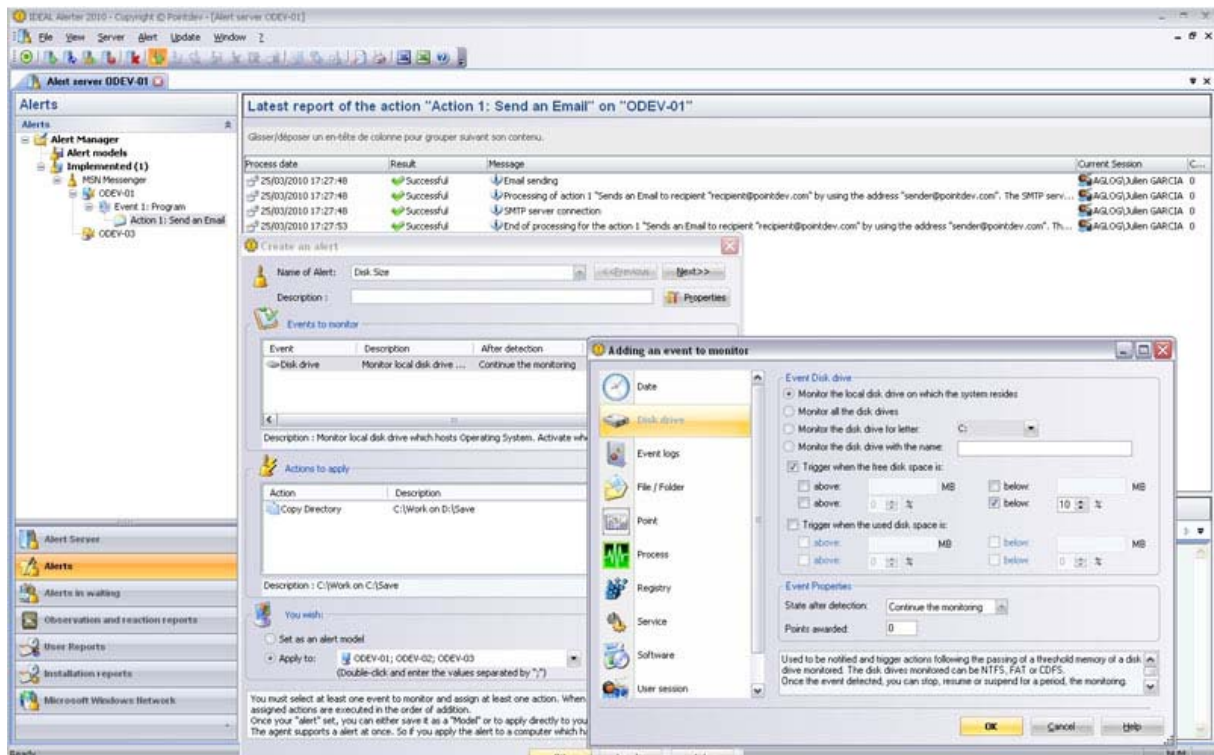 IDEAL Alerter 2010 - Copyright © Pointdev - [Alert server ODEV-01]
File View Server Alert Update Window ?
Alert server ODEV-01
Alerts
Alerts
Alert Manager
Alert models
Implemented (1)
MSN Messenger
ODEV-01
Event 1: Program
Action 1: Send an Email
ODEV-03
Alert Server
Alerts
Alerts in waiting
Observation and reaction reports
User Reports
Installation reports
Microsoft Windows Network
Ready
Latest report of the action "Action 1: Send an Email" on "ODEV-01"
Glisser/déposer un en-tête de colonne pour grouper suivant son contenu.
Process date Result Message Current Session C...
25/03/2010 17:27:48 Successful Email sending AGLOG\Julien GARCIA 0
25/03/2010 17:27:48 Successful Processing of action 1 "Sends an Email to recipient "recipient@pointdev.com" by using the address "sender@pointdev.com". The SMTP serv... AGLOG\Julien GARCIA 0
25/03/2010 17:27:48 Successful SMTP server connection AGLOG\Julien GARCIA 0
25/03/2010 17:27:53 Successful End of processing for the action 1 "Sends an Email to recipient "recipient@pointdev.com" by using the address "sender@pointdev.com". Th... AGLOG\Julien GARCIA 0
Create an alert
Name of Alert: Disk Size <<Previous Next>>
Description : Properties
Events to monitor
Event Description After detection
Disk drive Monitor local disk drive ... Continue the monitoring
Description : Monitor local disk drive which hosts Operating System. Activate whe
Actions to apply
Action Description
Copy Directory C:\Work on D:\Save
Description : C:\Work on C:\Save
You wish:
Set as an alert model
Apply to: ODEV-01; ODEV-02; ODEV-03
(Double-click and enter the values separated by ";")
You must select at least one event to monitor and assign at least one action. When
assigned actions are executed in the order of addition.
Once your "alert" set, you can either save it as a "Model" or to apply directly to you
The agent supports a alert at once. So if you apply the alert to a computer which h
Adding an event to monitor
Date
Disk drive
Event logs
File / Folder
Point
Process
Registry
Service
Software
User session
Event Disk drive
Monitor the local disk drive on which the system resides
Monitor all the disk drives
Monitor the disk drive for letter: C:
Monitor the disk drive with the name:
Trigger when the free disk space is:
above: MB below: MB
above: 0 % below: 10 %
Trigger when the used disk space is:
above: MB below: MB
above: 0 % below: 0 %
Event Properties
State after detection: Continue the monitoring
Points awarded: 0
Used to be notified and trigger actions following the passing of a threshold memory of a disk
drive monitored. The disk drives monitored can be NTFS, FAT or CDFS.
Once the event detected, you can stop, resume or suspend for a period, the monitoring.
OK Cancel Help